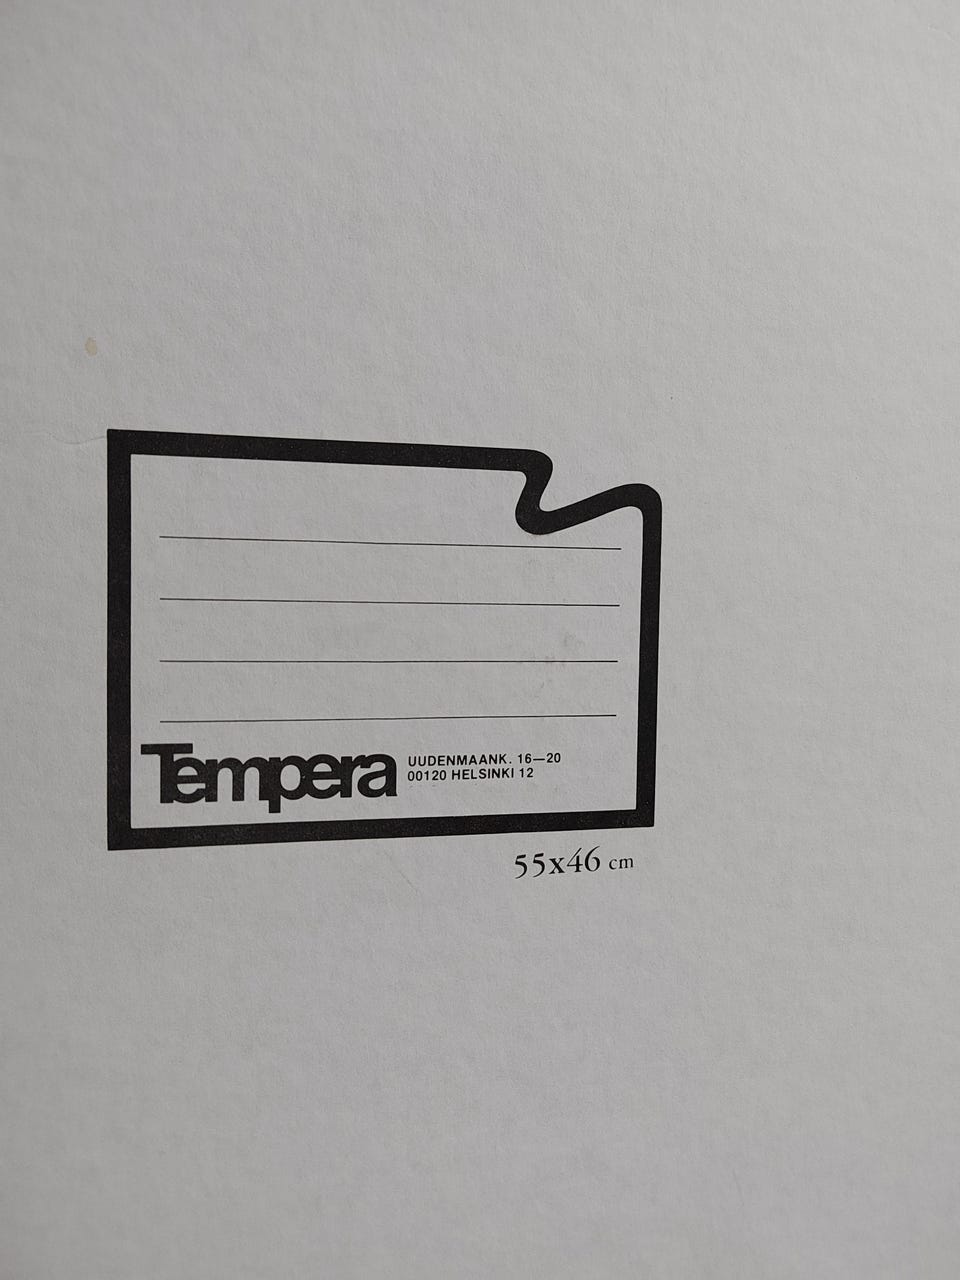 Tempera
UUDENMAANK. 16—20
00120 HELSINKI 12
55x46 cm